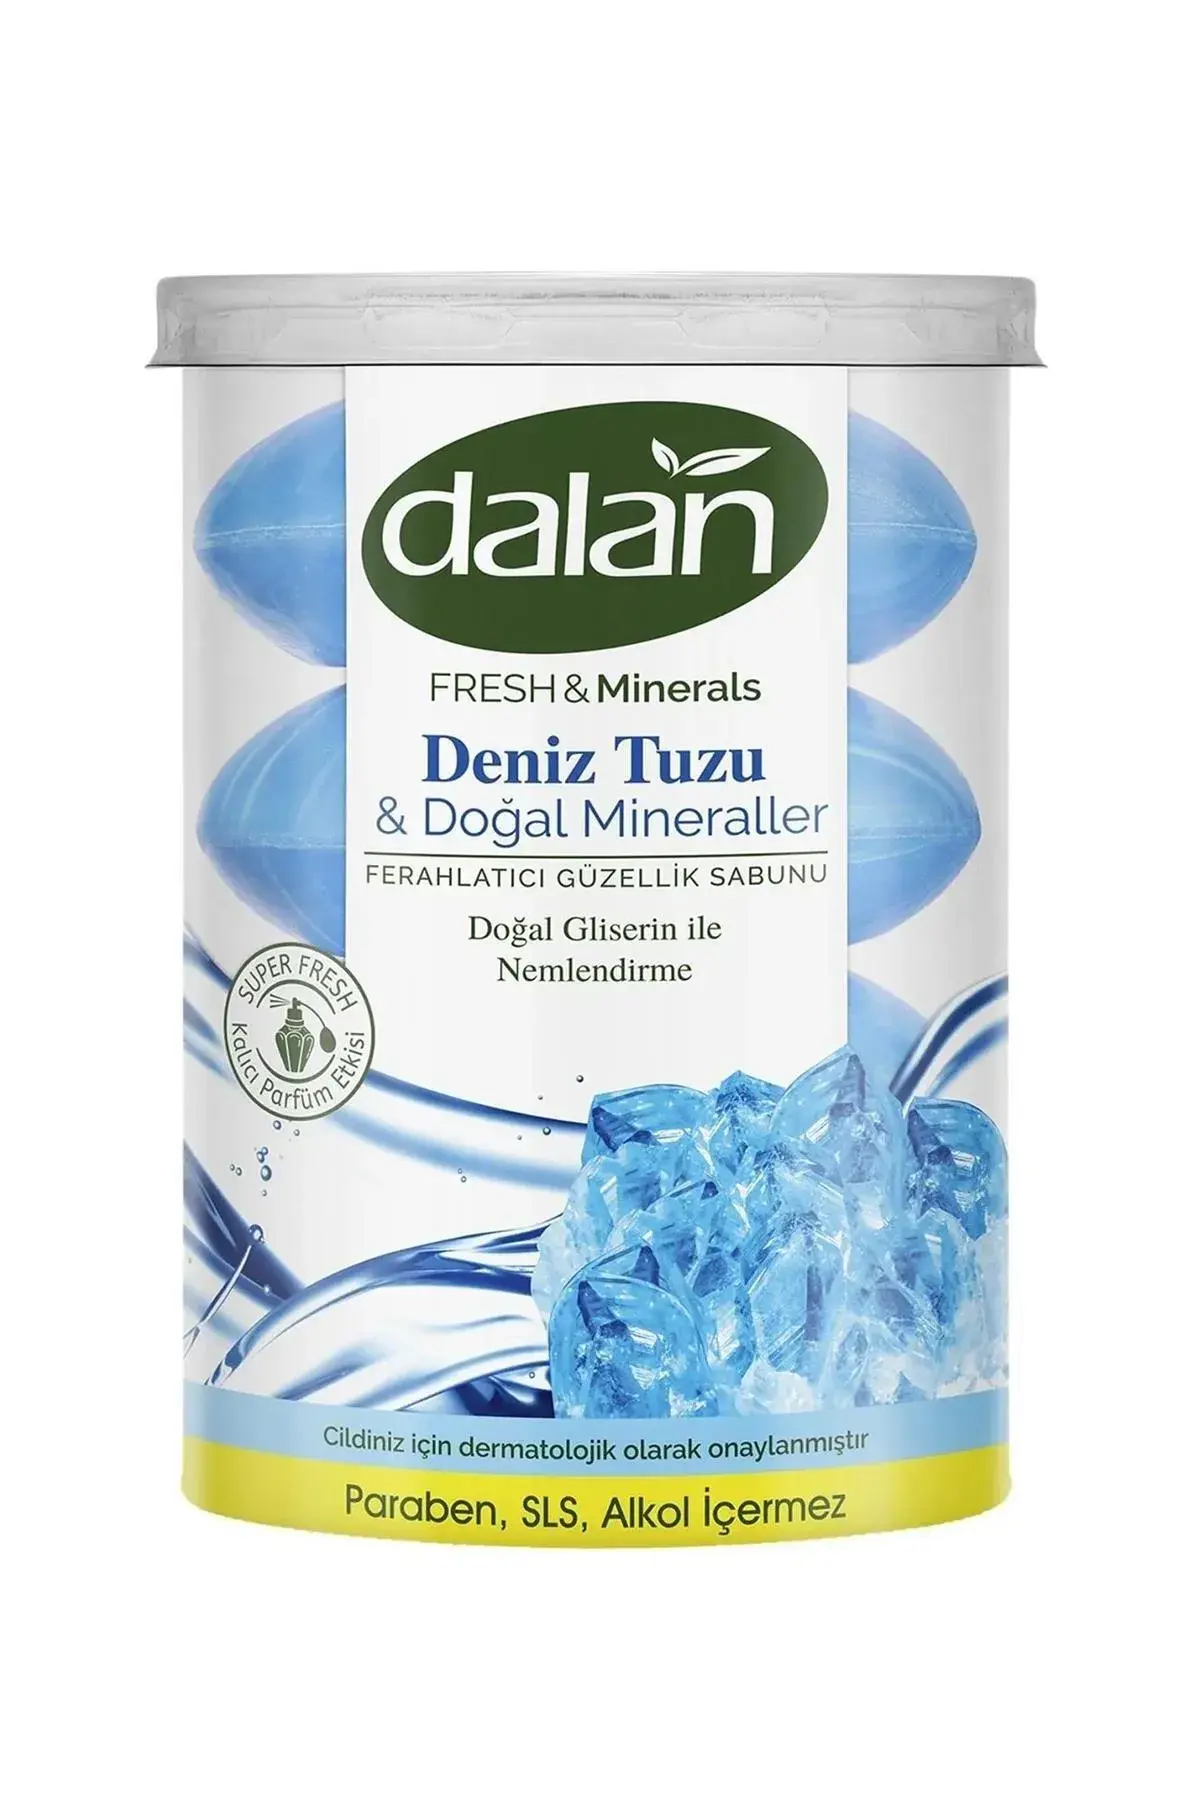 dalan
FRESH & Minerals
Deniz Tuzu
& Doğal Mineraller
FERAHLATICI GÜZELLİK SABUNU
Doğal Gliserin ile
Nemlendirme
SUPER FRESH
Kalıcı Parfüm Etkisi
Cildiniz için dermatolojik olarak onaylanmıştır
Paraben, SLS, Alkol İçermez